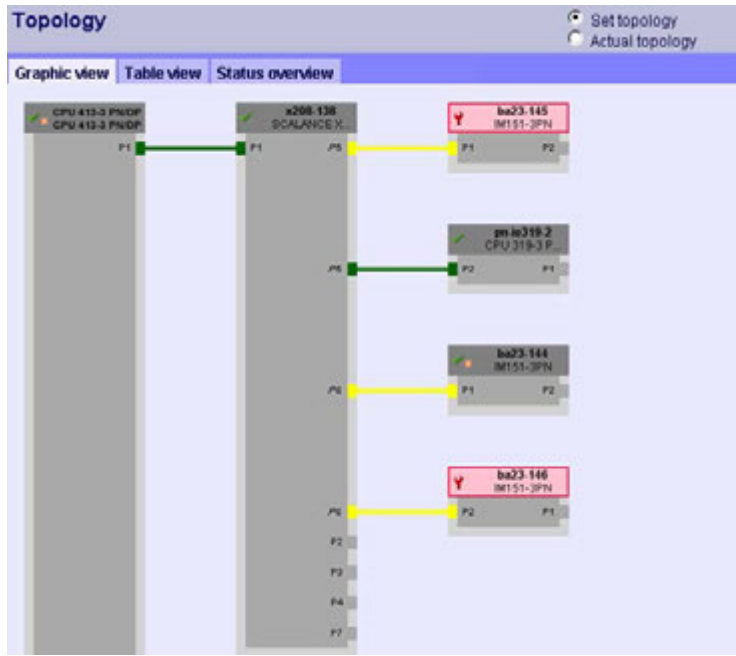 Topology
Set topology
Actual topology
Graphic view Table view Status overview
CPU 413-3 PN/DP
CPU 413-3 PN/DP
P1
x208-138
SCALANCE X...
P1 P5
ba23-145
IM151-3PN
P1 P2
pn-io319-2
CPU 319-3 P...
P2 P1
ba23-144
IM151-3PN
P1 P2
ba23-146
IM151-3PN
P2 P1
P2
P3
P4
P7